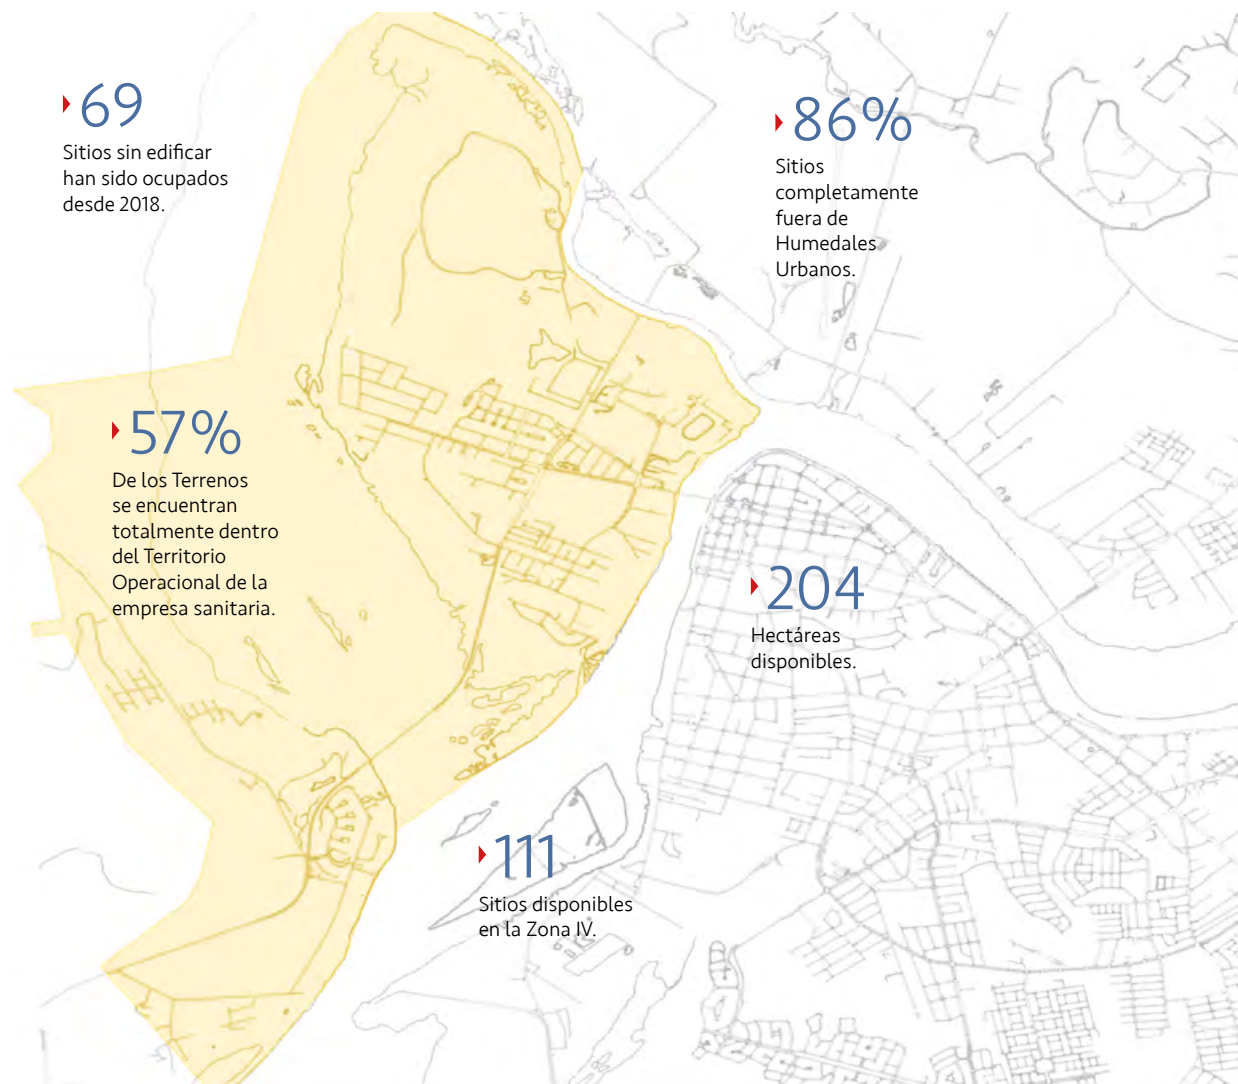 69
Sitios sin edificar
han sido ocupados
desde 2018.
86%
Sitios
completamente
fuera de
Humedales
Urbanos.
57%
De los Terrenos
se encuentran
totalmente dentro
del Territorio
Operacional de la
empresa sanitaria.
204
Hectáreas
disponibles.
111
Sitios disponibles
en la Zona IV.